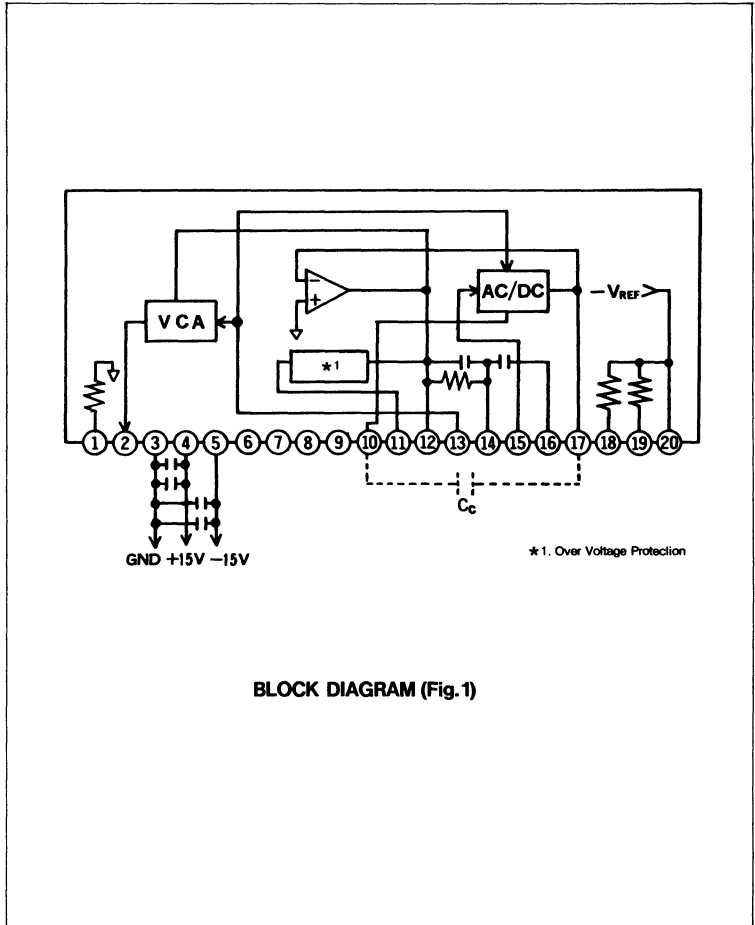 − AC/DC −VREF
+
VCA
*1
1 2 3 4 5 6 7 8 9 10 11 12 13 14 15 16 17 18 19 20
Cc
GND +15V −15V
*1. Over Voltage Protection
BLOCK DIAGRAM (Fig.1)